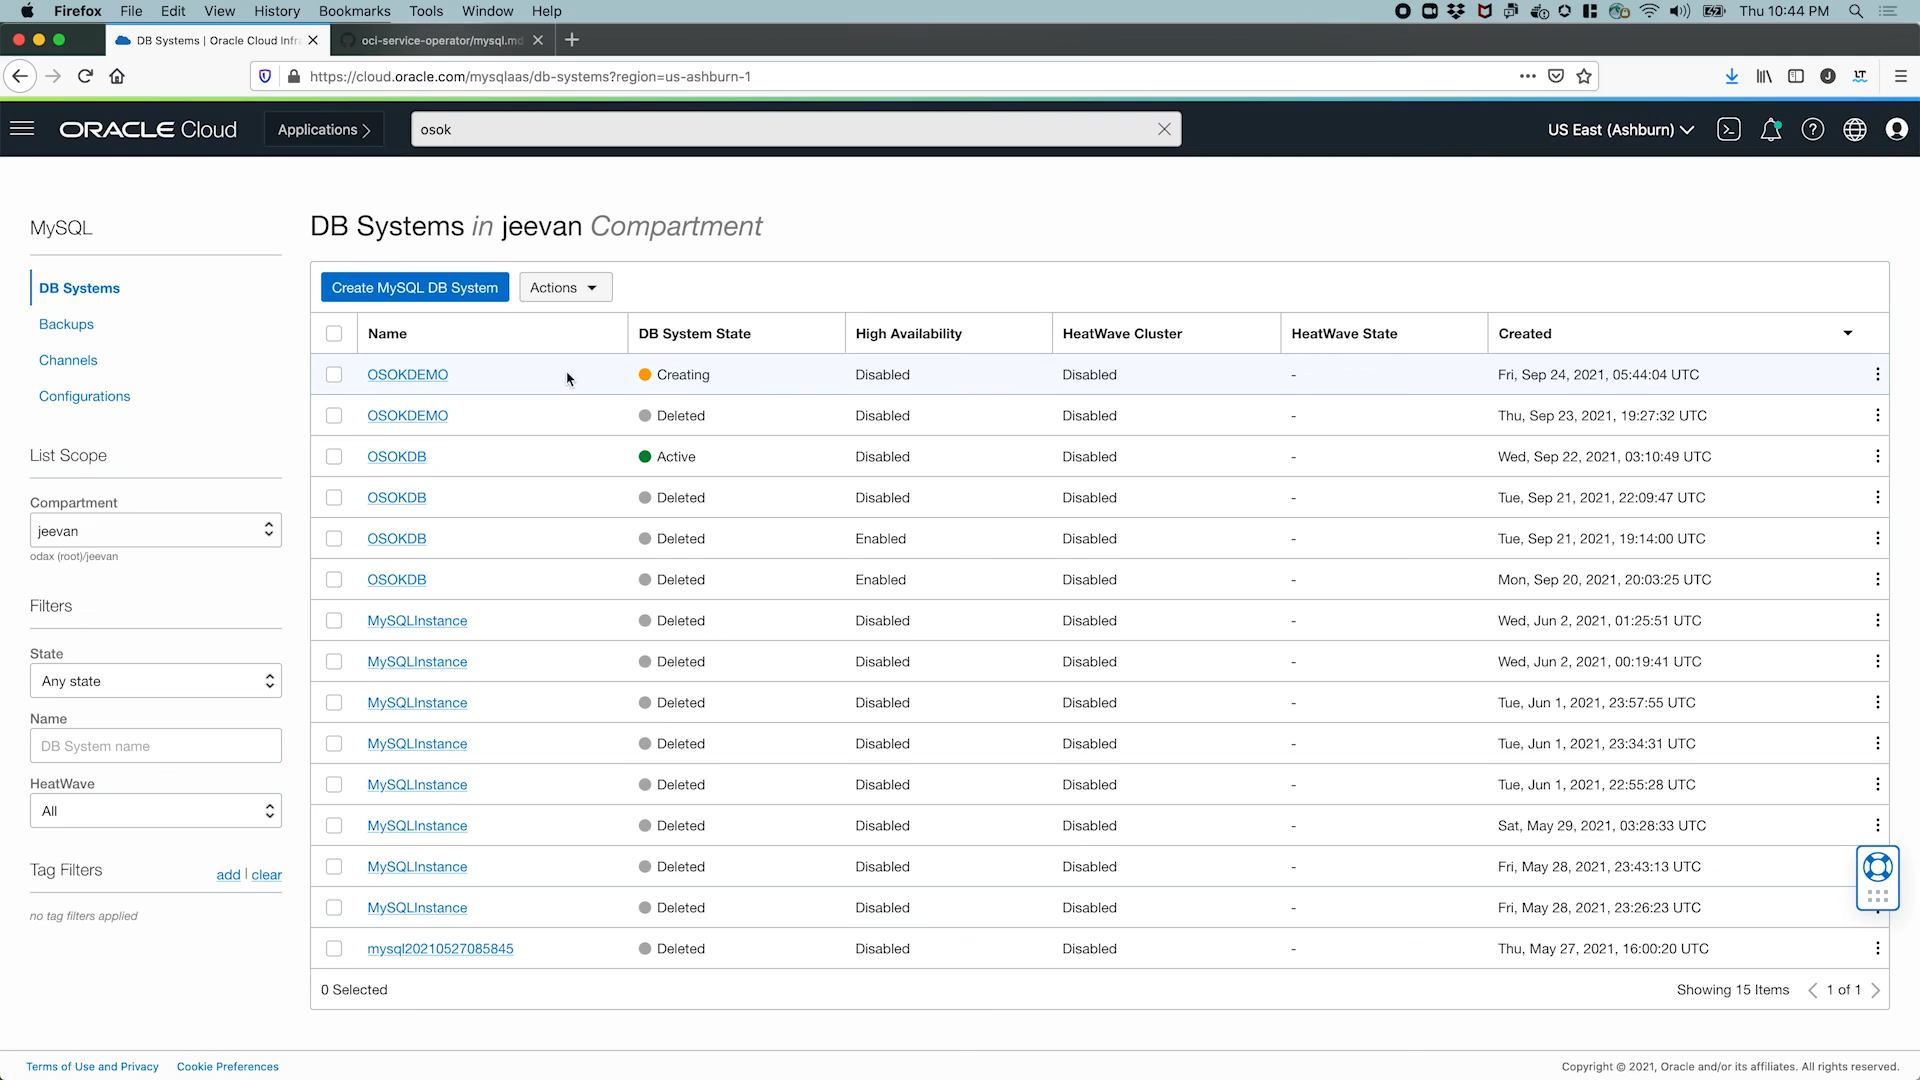 Firefox File Edit View History Bookmarks Tools Window Help Thu 10:44 PM
DB Systems | Oracle Cloud Infra
oci-service-operator/mysql.md
https://cloud.oracle.com/mysqlaas/db-systems?region=us-ashburn-1
ORACLE Cloud Applications osok US East (Ashburn)
MySQL
DB Systems
Backups
Channels
Configurations
List Scope
Compartment
jeevan
odax (root)/jeevan
Filters
State
Any state
Name
DB System name
HeatWave
All
Tag Filters add | clear
no tag filters applied
DB Systems in jeevan Compartment
Create MySQL DB System Actions
Name DB System State High Availability HeatWave Cluster HeatWave State Created
OSOKDEMO Creating Disabled Disabled - Fri, Sep 24, 2021, 05:44:04 UTC
OSOKDEMO Deleted Disabled Disabled - Thu, Sep 23, 2021, 19:27:32 UTC
OSOKDB Active Disabled Disabled - Wed, Sep 22, 2021, 03:10:49 UTC
OSOKDB Deleted Disabled Disabled - Tue, Sep 21, 2021, 22:09:47 UTC
OSOKDB Deleted Enabled Disabled - Tue, Sep 21, 2021, 19:14:00 UTC
OSOKDB Deleted Enabled Disabled - Mon, Sep 20, 2021, 20:03:25 UTC
MySQLInstance Deleted Disabled Disabled - Wed, Jun 2, 2021, 01:25:51 UTC
MySQLInstance Deleted Disabled Disabled - Wed, Jun 2, 2021, 00:19:41 UTC
MySQLInstance Deleted Disabled Disabled - Tue, Jun 1, 2021, 23:57:55 UTC
MySQLInstance Deleted Disabled Disabled - Tue, Jun 1, 2021, 23:34:31 UTC
MySQLInstance Deleted Disabled Disabled - Tue, Jun 1, 2021, 22:55:28 UTC
MySQLInstance Deleted Disabled Disabled - Sat, May 29, 2021, 03:28:33 UTC
MySQLInstance Deleted Disabled Disabled - Fri, May 28, 2021, 23:43:13 UTC
MySQLInstance Deleted Disabled Disabled - Fri, May 28, 2021, 23:26:23 UTC
mysql20210527085845 Deleted Disabled Disabled - Thu, May 27, 2021, 16:00:20 UTC
0 Selected Showing 15 Items 1 of 1
Terms of Use and Privacy Cookie Preferences Copyright © 2021, Oracle and/or its affiliates. All rights reserved.